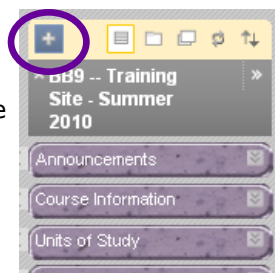 BB9 -- Training
Site - Summer
2010
e
Announcements
Course Information
Units of Study